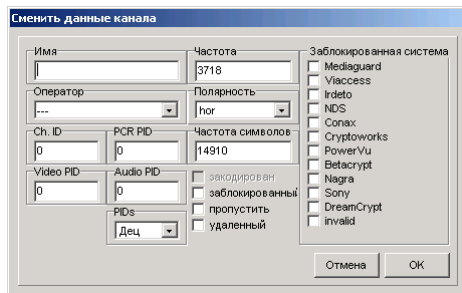 Сменить данные канала
Имя
Частота
3718
Оператор
---
Полярность
hor
Ch. ID
0
PCR PID
0
Частота символов
14910
Video PID
0
Audio PID
0
PIDs
Дец
закодирован
заблокированный
пропустить
удаленный
Заблокированная система
Mediaguard
Viaccess
Irdeto
NDS
Conax
Cryptoworks
PowerVu
Betacrypt
Nagra
Sony
DreamCrypt
invalid
Отмена
OK